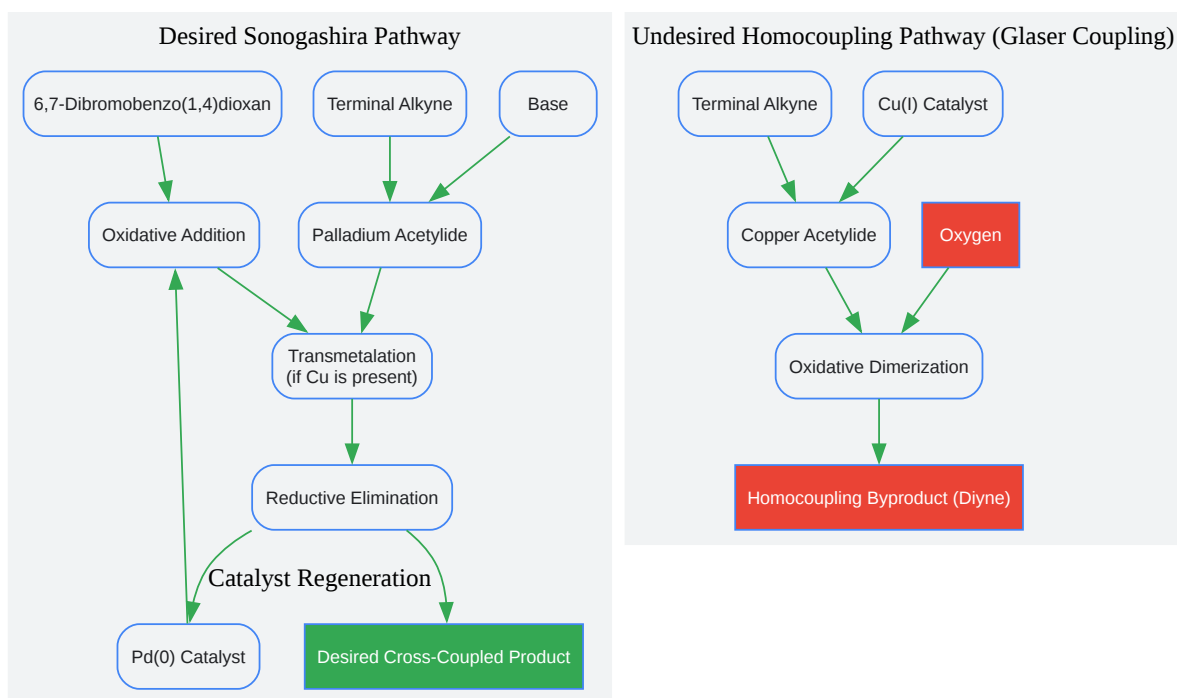 Desired Sonogashira Pathway
6,7-Dibromobenzo(1,4)dioxan
Terminal Alkyne
Base
Oxidative Addition
Palladium Acetylide
Transmetalation
(if Cu is present)
Reductive Elimination
Catalyst Regeneration
Pd(0) Catalyst
Desired Cross-Coupled Product
Undesired Homocoupling Pathway (Glaser Coupling)
Terminal Alkyne
Cu(I) Catalyst
Copper Acetylide
Oxygen
Oxidative Dimerization
Homocoupling Byproduct (Diyne)